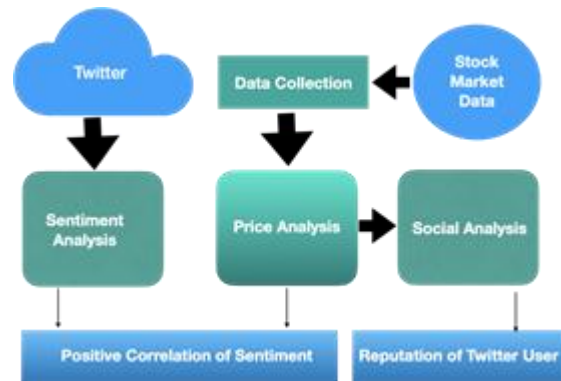 Twitter
Data Collection
Stock
Market
Data
Sentiment
Analysis
Price Analysis
Social Analysis
Positive Correlation of Sentiment
Reputation of Twitter User